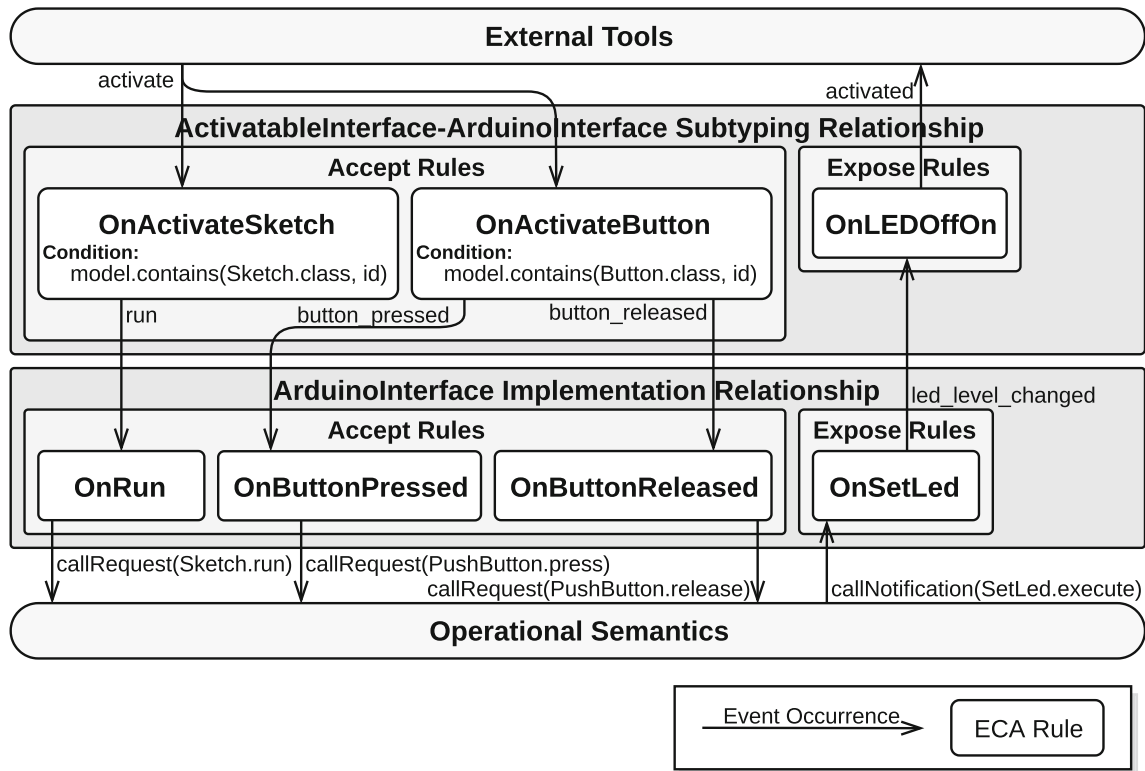 External Tools
activate
activated
ActivatableInterface-ArduinoInterface Subtyping Relationship
Accept Rules
Expose Rules
OnActivateSketch
Condition:
model.contains(Sketch.class, id)
OnActivateButton
Condition:
model.contains(Button.class, id)
OnLEDOffOn
run
button_pressed
button_released
ArduinoInterface Implementation Relationship
led_level_changed
Accept Rules
Expose Rules
OnRun
OnButtonPressed
OnButtonReleased
OnSetLed
callRequest(Sketch.run)
callRequest(PushButton.press)
callRequest(PushButton.release)
callNotification(SetLed.execute)
Operational Semantics
Event Occurrence
ECA Rule